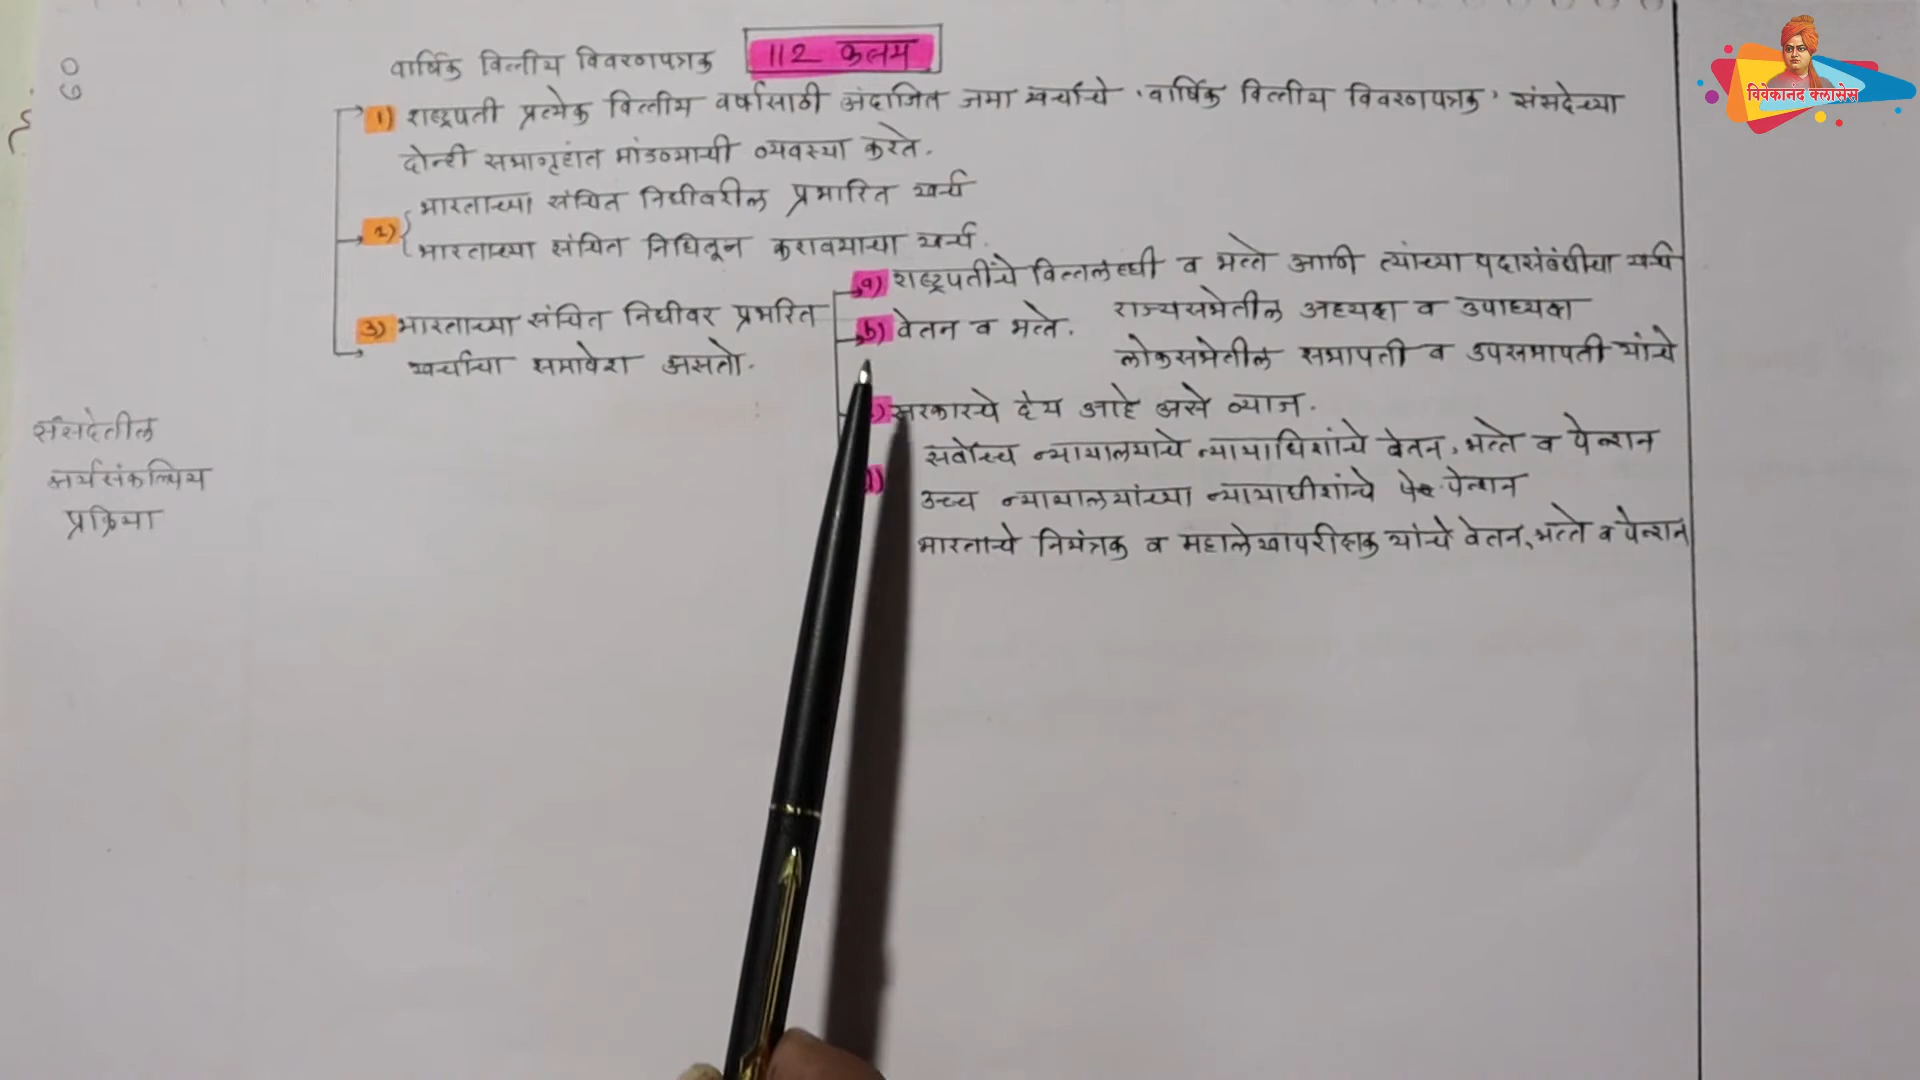 वार्षिक वित्तीय विवरणपत्रक 112 कलम
1) राष्ट्रपती प्रत्येक वित्तीय वर्षासाठी अंदाजित जमा खर्चाचे 'वार्षिक वित्तीय विवरणपत्रक' संसदेच्या
दोन्ही सभागृहांत मांडण्याची व्यवस्था करते.
2) भारताच्या संचित निधीवरील प्रभारित खर्च
भारताच्या संचित निधितून करावयाचा खर्च.
3) भारताच्या संचित निधीवर प्रभरित
खर्चाचा समावेश असतो.
a) राष्ट्रपतींचे वित्तलब्धी व भत्ते आणि त्यांच्या पदासंबंधीचा खर्च
b) वेतन व भत्ते. राज्यसभेतील अध्यक्ष व उपाध्यक्ष
लोकसभेतील सभापती व उपसभापती यांचे
सरकारचे देय आहे असे व्याज.
सर्वोच्च न्यायालयाचे न्यायाधिशांचे वेतन, भत्ते व पेन्शन
d) उच्च न्यायालयांच्या न्यायाधीशांचे पेन्शन
भारताचे नियंत्रक व महालेखापरीक्षक यांचे वेतन, भत्ते व पेन्शन
संसदेतील
अर्थसंकल्पिय
प्रक्रिया
विवेकानंद क्लासेस